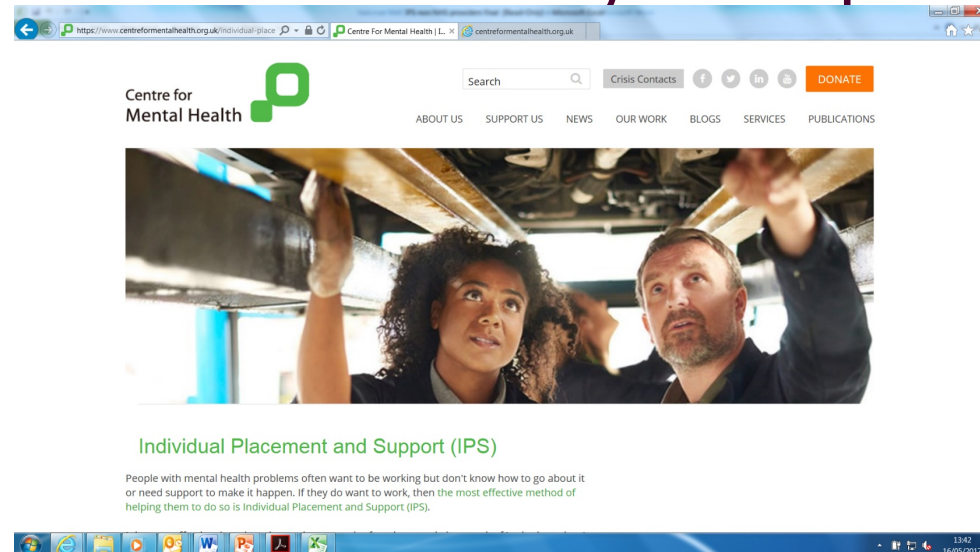 https://www.centreformentalhealth.org.uk/individual-place
Centre For Mental Health | I...
centreformentalhealth.org.uk
Centre for
Mental Health
Search
Crisis Contacts
DONATE
ABOUT US SUPPORT US NEWS OUR WORK BLOGS SERVICES PUBLICATIONS
Individual Placement and Support (IPS)
People with mental health problems often want to be working but don't know how to go about it
or need support to make it happen. If they do want to work, then the most effective method of
helping them to do so is Individual Placement and Support (IPS).
13:42